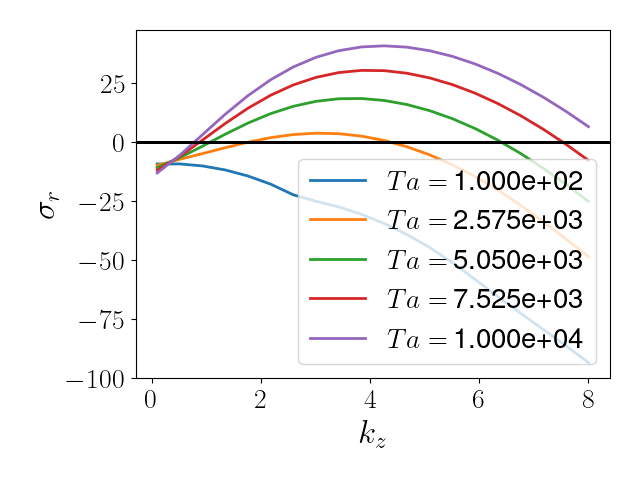 25
0
−25
−50
−75
−100
σr
0
2
4
6
8
kz
Ta = 1.000e+02
Ta = 2.575e+03
Ta = 5.050e+03
Ta = 7.525e+03
Ta = 1.000e+04